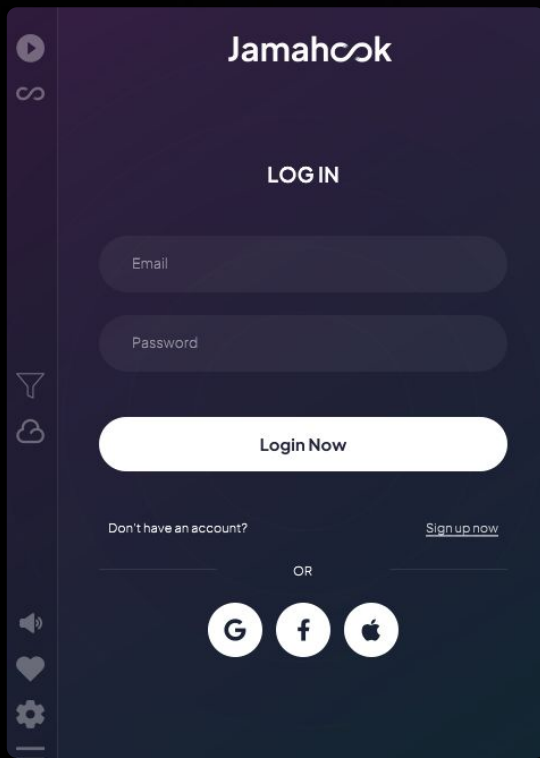 Jamahook
LOG IN
Email
Password
Login Now
Don't have an account? Sign up now
OR